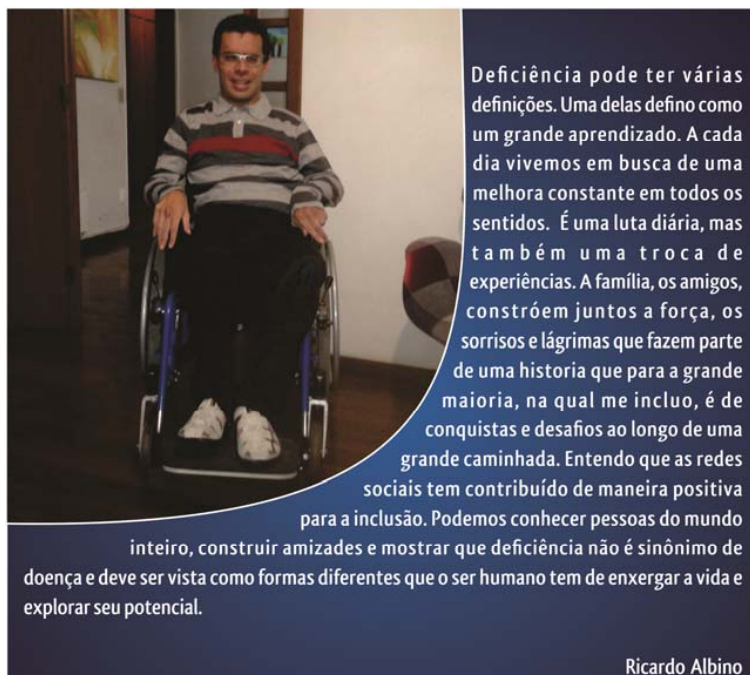 Deficiência pode ter várias
definições. Uma delas defino como
um grande aprendizado. A cada
dia vivemos em busca de uma
melhora constante em todos os
sentidos. É uma luta diária, mas
também uma troca de
experiências. A família, os amigos,
constróem juntos a força, os
sorrisos e lágrimas que fazem parte
de uma historia que para a grande
maioria, na qual me incluo, é de
conquistas e desafios ao longo de uma
grande caminhada. Entendo que as redes
sociais tem contribuído de maneira positiva
para a inclusão. Podemos conhecer pessoas do mundo
inteiro, construir amizades e mostrar que deficiência não é sinônimo de
doença e deve ser vista como formas diferentes que o ser humano tem de enxergar a vida e
explorar seu potencial.
Ricardo Albino